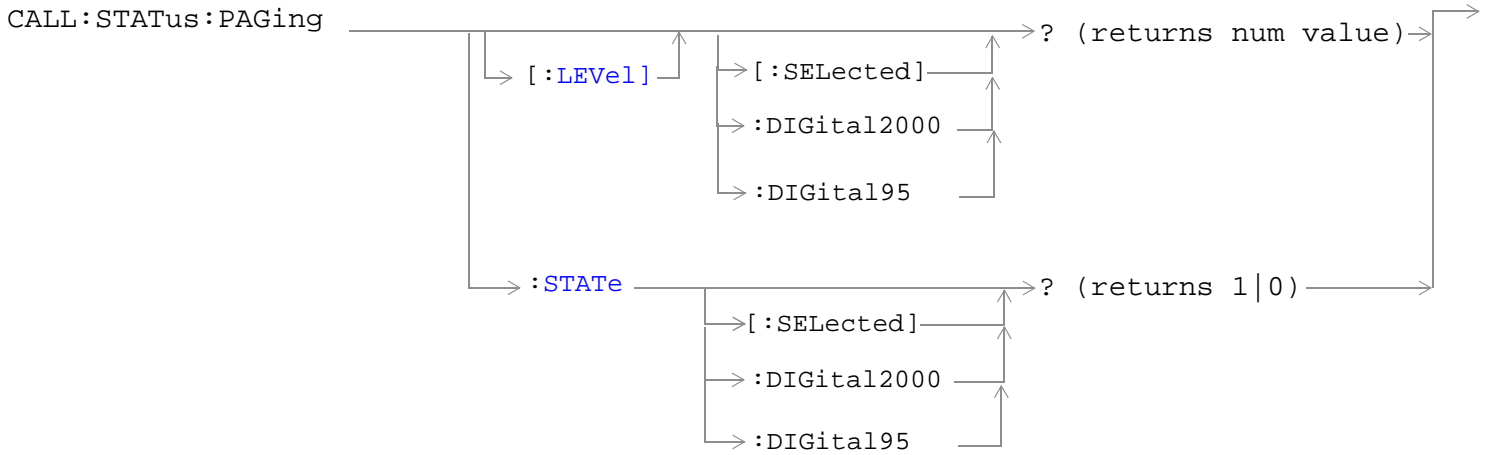 CALL:STATus:PAGing
? (returns num value)
[:LEVel]
[:SELected]
:DIGital2000
:DIGital95
:STATe
? (returns 1|0)
[:SELected]
:DIGital2000
:DIGital95